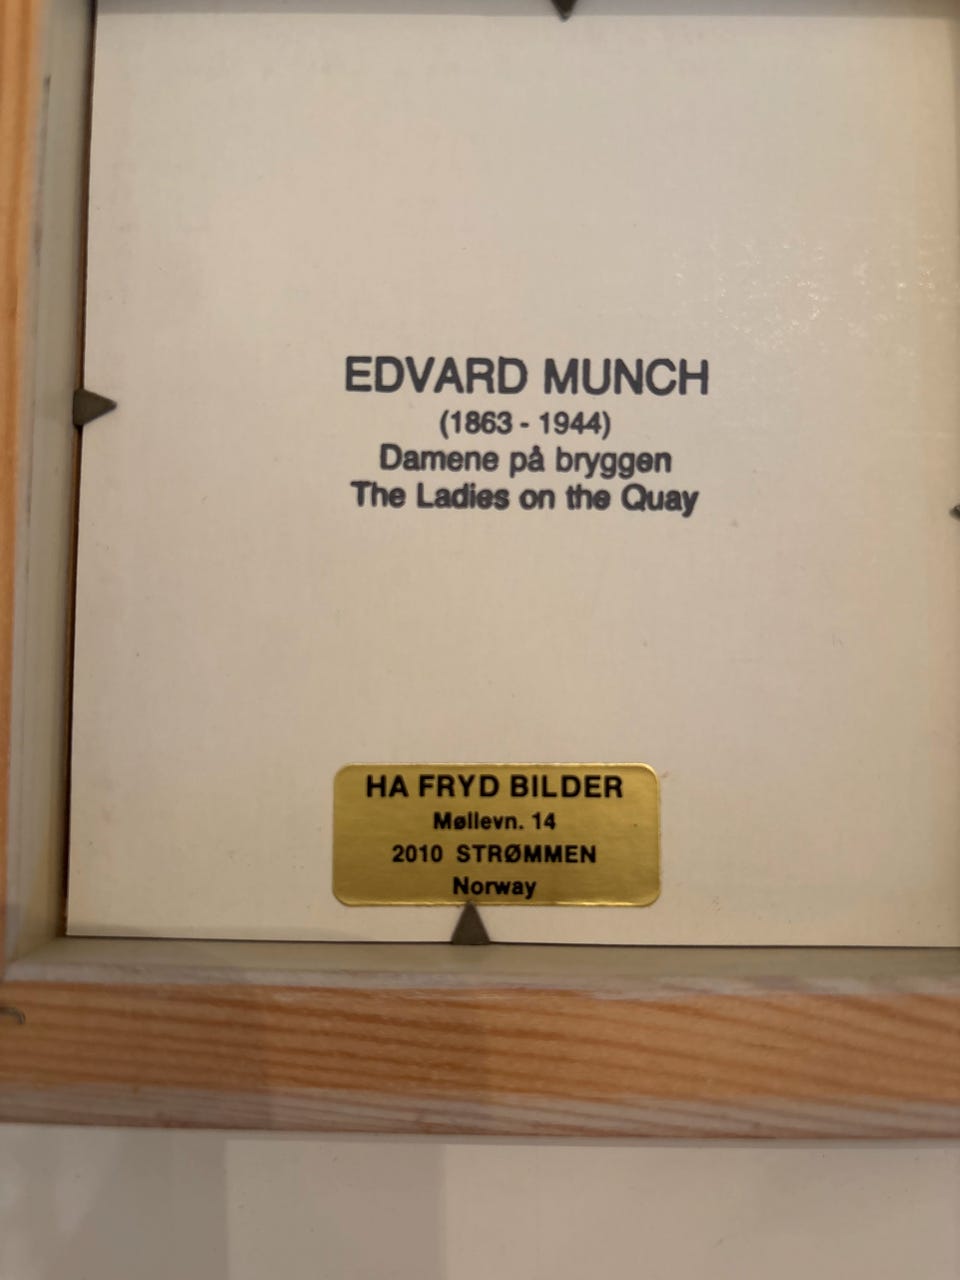 EDVARD MUNCH
(1863 - 1944)
Damene på bryggen
The Ladies on the Quay
HA FRYD BILDER
Møllevn. 14
2010 STRØMMEN
Norway